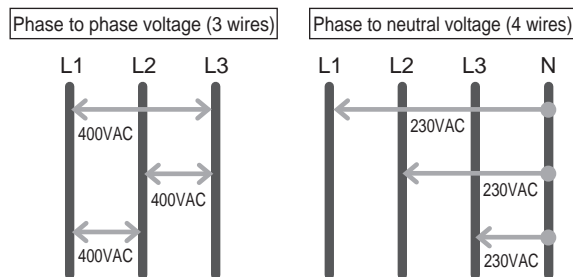 Phase to phase voltage (3 wires)
Phase to neutral voltage (4 wires)
L1 L2 L3
L1 L2 L3 N
400VAC
400VAC
400VAC
230VAC
230VAC
230VAC